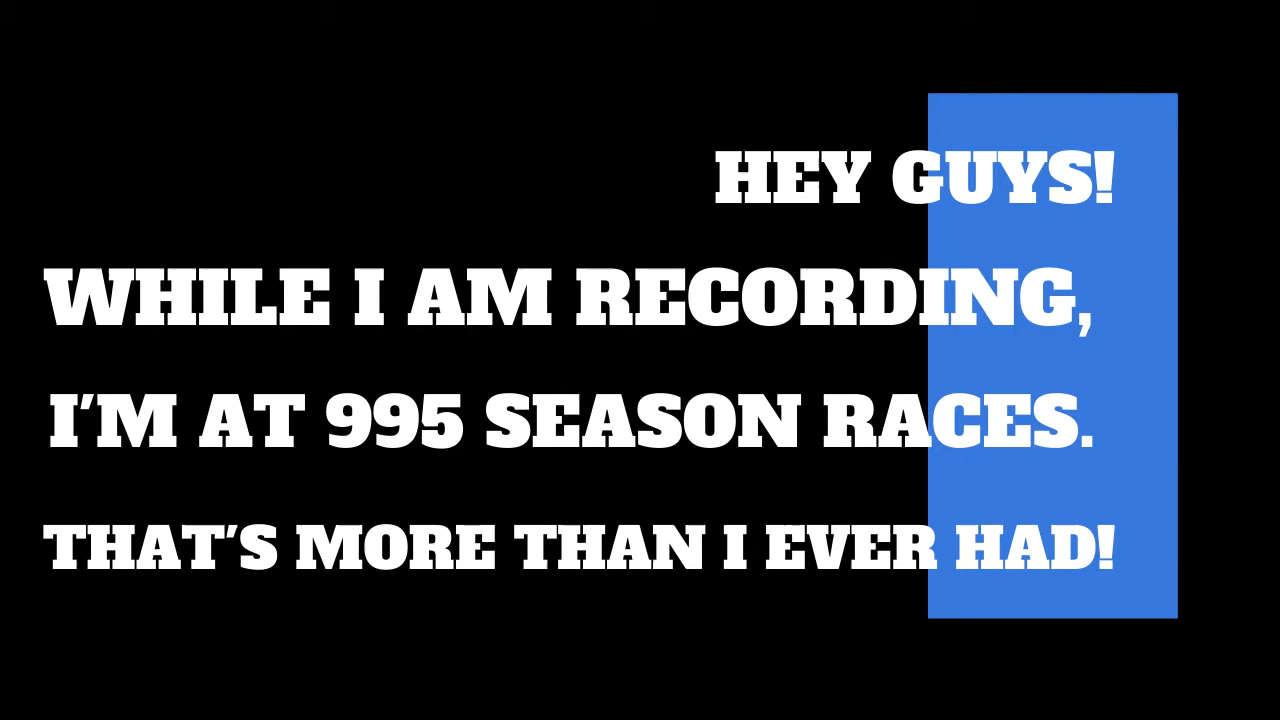 HEY GUYS!
WHILE I AM RECORDING,
I'M AT 995 SEASON RACES.
THAT'S MORE THAN I EVER HAD!